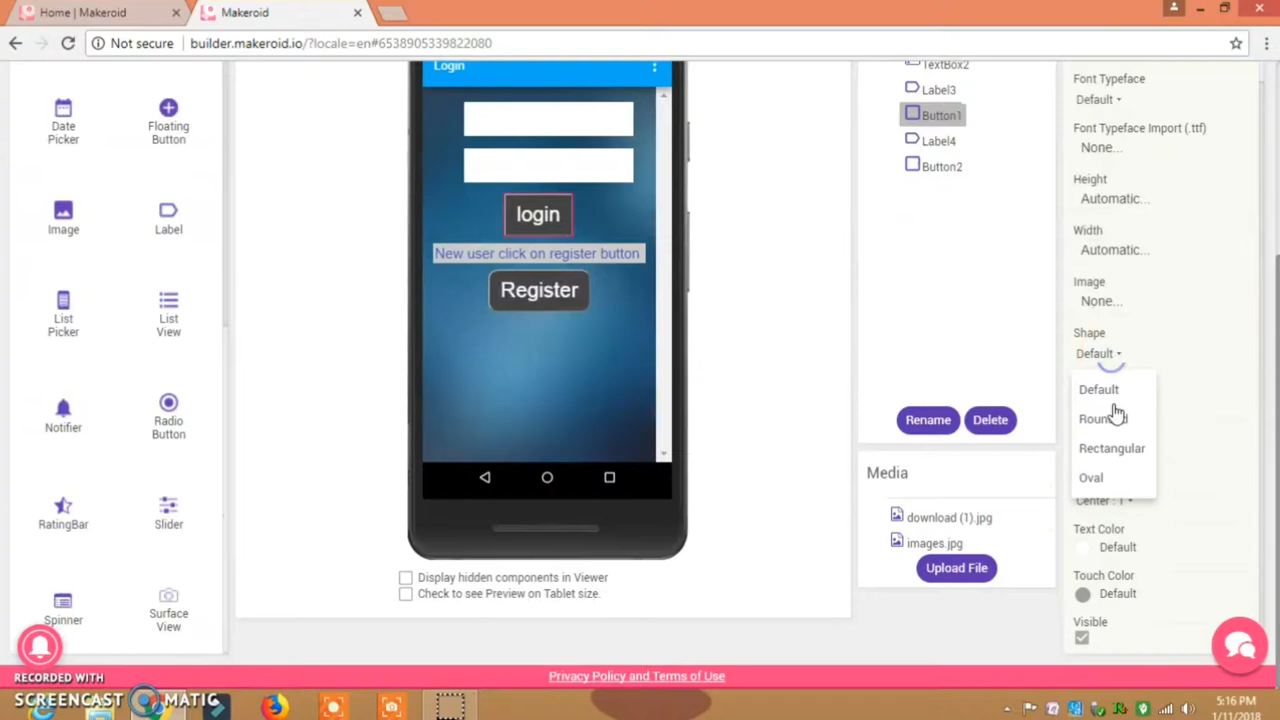 Home | Makeroid
Makeroid
Not secure
builder.makeroid.io/?locale=en#6538905339822080
Date
Picker
Floating
Button
Image
Label
List
Picker
List
View
Notifier
Radio
Button
RatingBar
Slider
Spinner
Surface
View
Login
login
New user click on register button
Register
Display hidden components in Viewer
Check to see Preview on Tablet size.
TextBox2
Label3
Button1
Label4
Button2
Rename
Delete
Media
download (1).jpg
images.jpg
Upload File
Font Typeface
Default
Font Typeface Import (.ttf)
None...
Height
Automatic...
Width
Automatic...
Image
None...
Shape
Default
Default
Rounded
Rectangular
Oval
Center : 1
Text Color
Default
Touch Color
Default
Visible
Privacy Policy and Terms of Use
RECORDED WITH
SCREENCAST MATIC
5:16 PM
1/11/2018